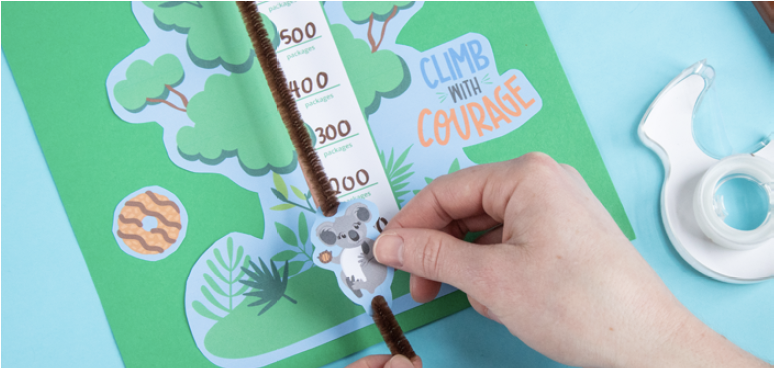 500
packages
400
packages
300
packages
200
packages
CLIMB
WITH
COURAGE